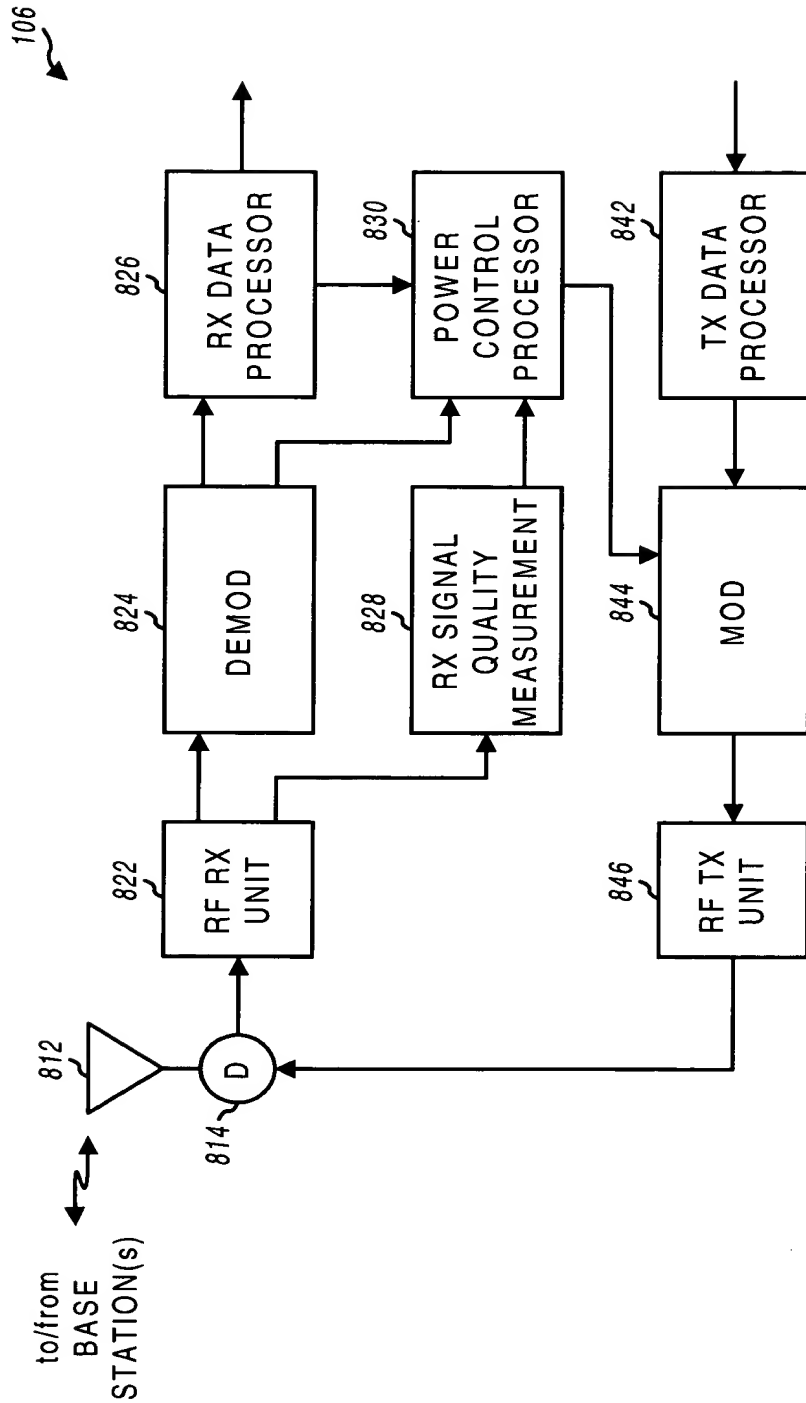 106
to/from
BASE
STATION(s)
812
D
814
822
RF RX
UNIT
824
DEMOD
826
RX DATA
PROCESSOR
828
RX SIGNAL
QUALITY
MEASUREMENT
830
POWER
CONTROL
PROCESSOR
846
RF TX
UNIT
844
MOD
842
TX DATA
PROCESSOR